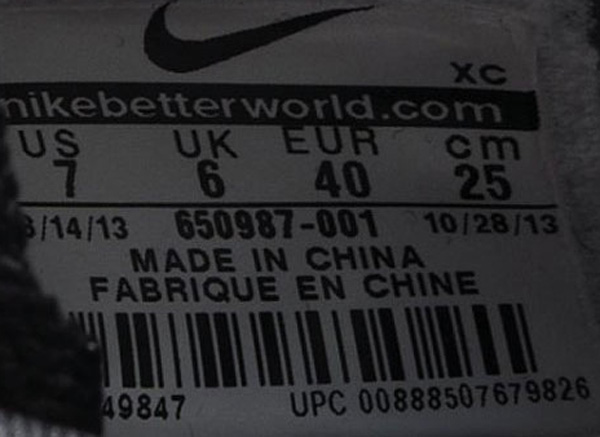 XC
nikebetterworld.com
US UK EUR cm
7 6 40 25
/14/13 650987-001 10/28/13
MADE IN CHINA
FABRIQUE EN CHINE
49847 UPC 00888507679826